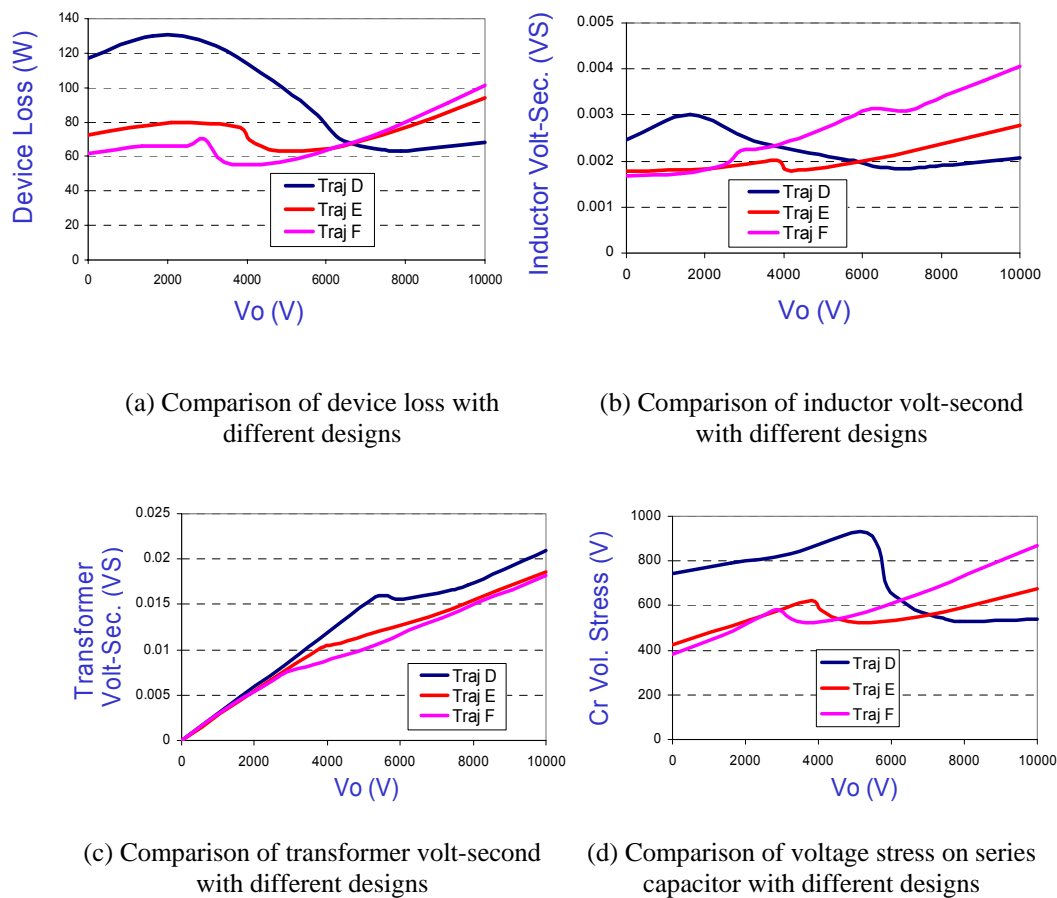 Device Loss (W)
140
120
100
80
60
40
20
0
Traj D
Traj E
Traj F
0 2000 4000 6000 8000 10000
Vo (V)
Inductor Volt-Sec. (VS)
0.005
0.004
0.003
0.002
0.001
0
Traj D
Traj E
Traj F
0 2000 4000 6000 8000 10000
Vo (V)
(a) Comparison of device loss with
different designs
(b) Comparison of inductor volt-second
with different designs
Transformer
Volt-Sec. (VS)
0.025
0.02
0.015
0.01
0.005
0
Traj D
Traj E
Traj F
0 2000 4000 6000 8000 10000
Vo (V)
Cr Vol. Stress (V)
1000
800
600
400
200
0
Traj D
Traj E
Traj F
0 2000 4000 6000 8000 10000
Vo (V)
(c) Comparison of transformer volt-second
with different designs
(d) Comparison of voltage stress on series
capacitor with different designs